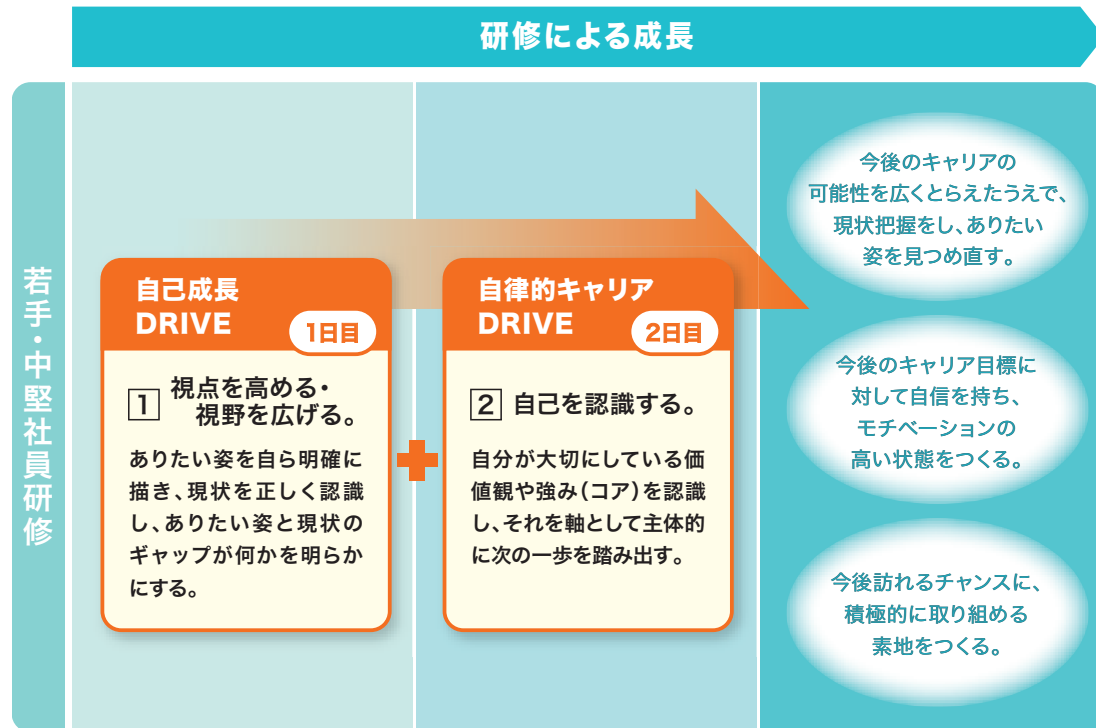 研修による成長
若手・中堅社員研修
自己成長
DRIVE
1日目
1 視点を高める・
視野を広げる。
ありたい姿を自ら明確に
描き、現状を正しく認識
し、ありたい姿と現状の
ギャップが何かを明らか
にする。
自律的キャリア
DRIVE
2日目
2 自己を認識する。
自分が大切にしている価
値観や強み（コア）を認識
し、それを軸として主体的
に次の一歩を踏み出す。
今後のキャリアの
可能性を広くとらえたうえで、
現状把握をし、ありたい
姿を見つめ直す。
今後のキャリア目標に
対して自信を持ち、
モチベーションの
高い状態をつくる。
今後訪れるチャンスに、
積極的に取り組める
素地をつくる。